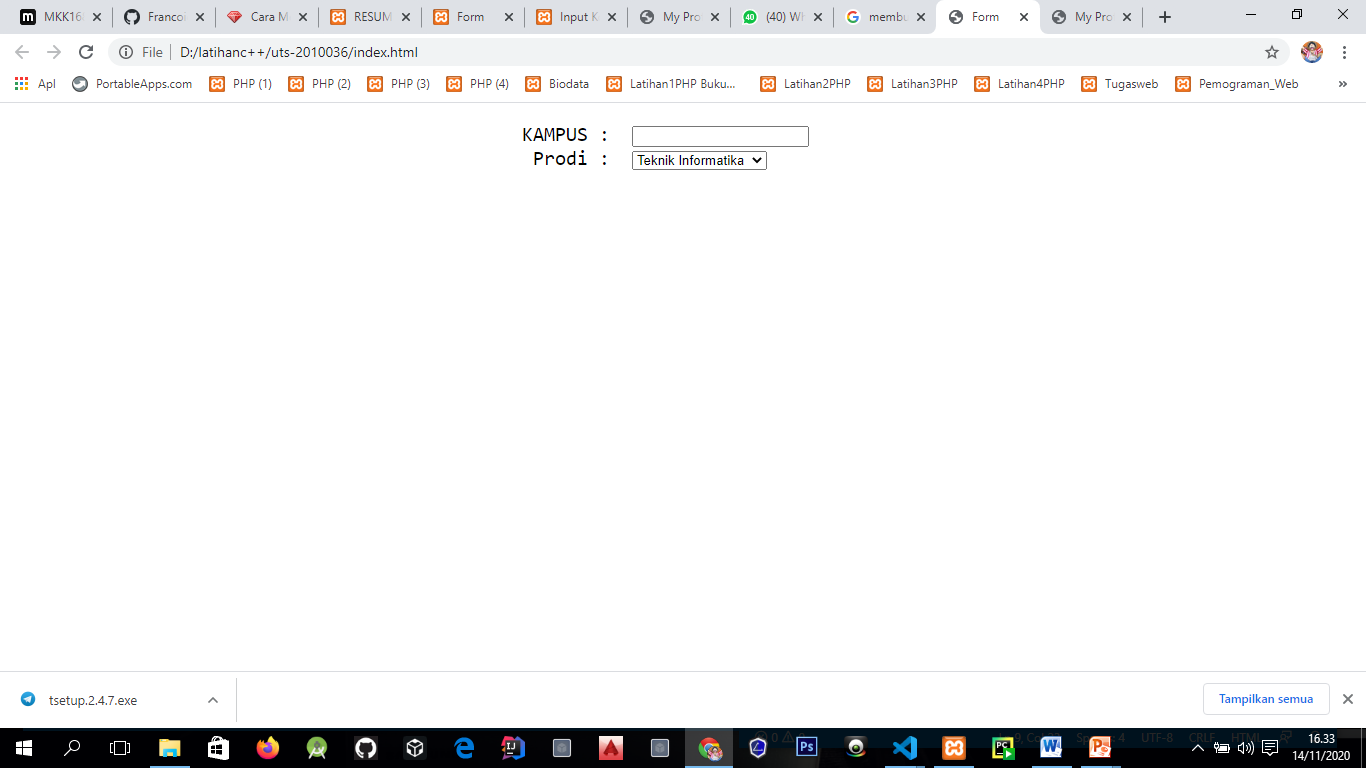 MKK16
Francoi
Cara M
RESUM
Form
Input K
My Pro
(40) Wh
membu
Form
My Pro
File
D:/latihanc++/uts-2010036/index.html
Apl
PortableApps.com
PHP (1)
PHP (2)
PHP (3)
PHP (4)
Biodata
Latihan1PHP Buku...
Latihan2PHP
Latihan3PHP
Latihan4PHP
Tugasweb
Pemograman_Web
»
KAMPUS :
Prodi : Teknik Informatika
tsetup.2.4.7.exe
Tampilkan semua
16.33
14/11/2020